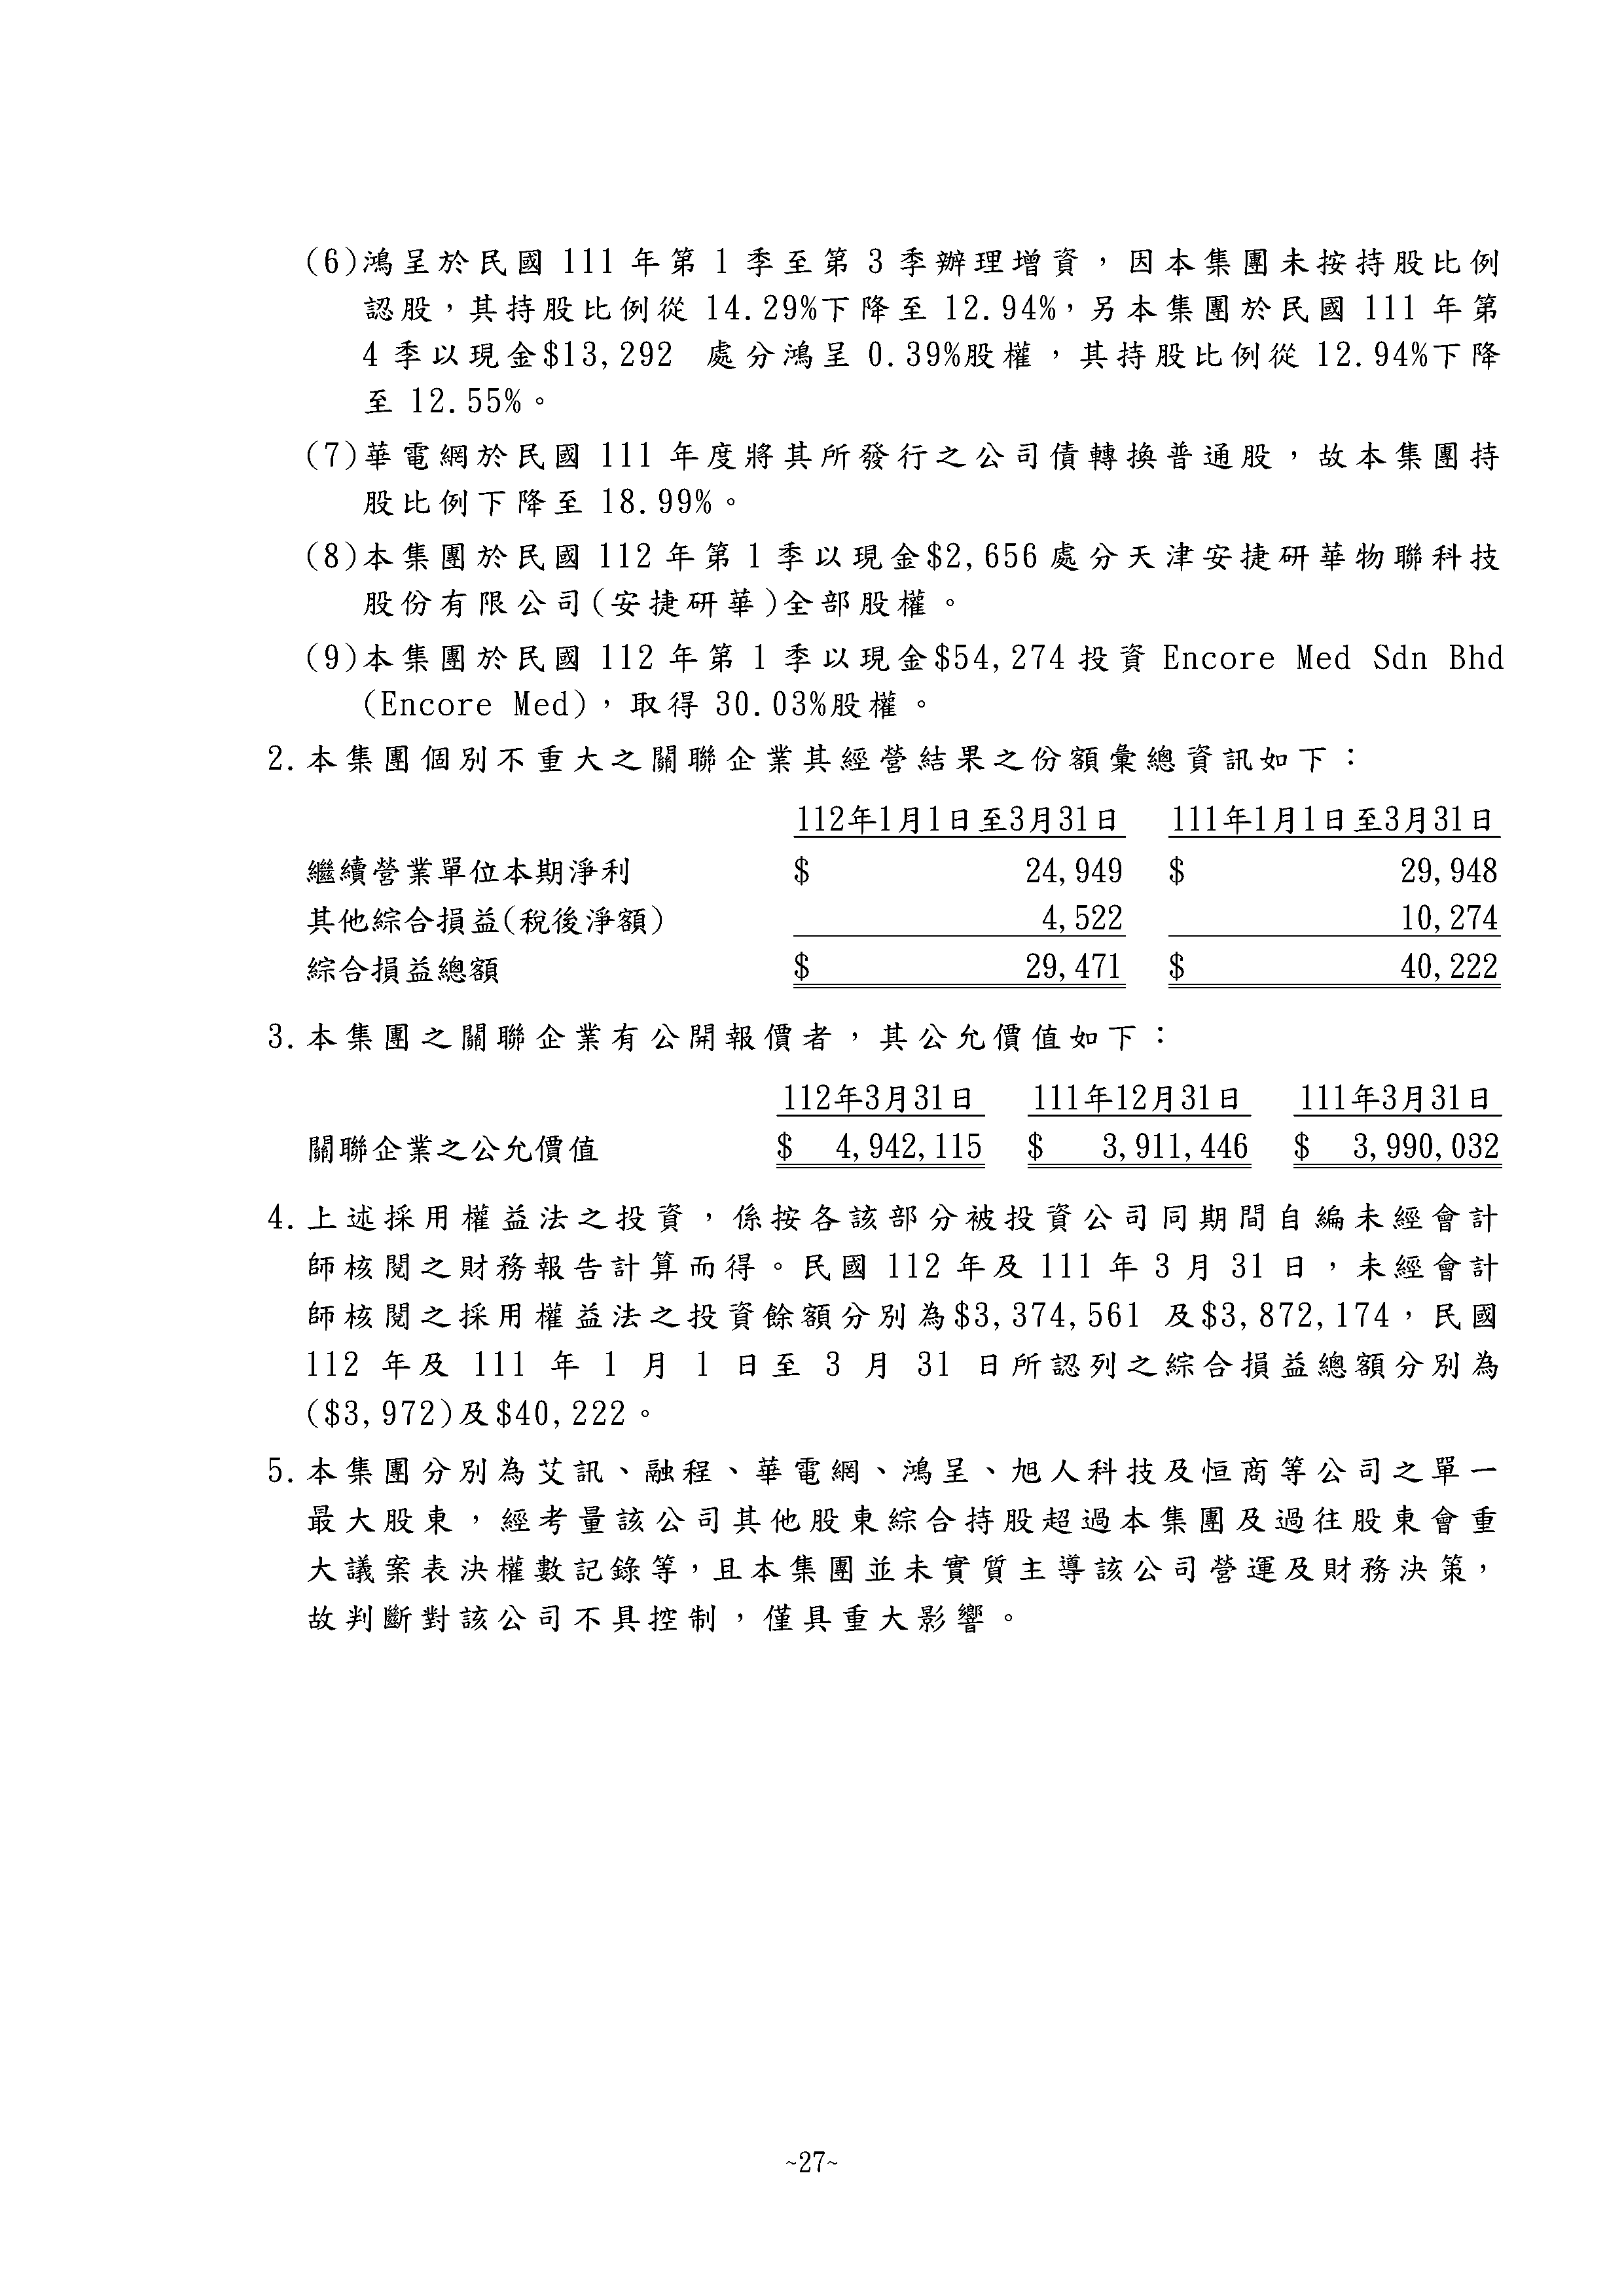 (6)鴻呈於民國 111 年第 1 季至第 3 季辦理增資，因本集團未按持股比例
認股，其持股比例從 14.29%下降至 12.94%，另本集團於民國 111 年第
4 季以現金$13,292 處分鴻呈 0.39%股權，其持股比例從 12.94%下降
至 12.55%。
(7)華電網於民國 111 年度將其所發行之公司債轉換普通股，故本集團持
股比例下降至 18.99%。
(8)本集團於民國 112 年第 1 季以現金$2,656 處分天津安捷研華物聯科技
股份有限公司(安捷研華)全部股權。
(9)本集團於民國 112 年第 1 季以現金$54,274 投資 Encore Med Sdn Bhd
(Encore Med)，取得 30.03%股權。
2. 本集團個別不重大之關聯企業其經營結果之份額彙總資訊如下：
112年1月1日至3月31日 111年1月1日至3月31日
繼續營業單位本期淨利 $ 24,949 $ 29,948
其他綜合損益(稅後淨額) 4,522 10,274
綜合損益總額 $ 29,471 $ 40,222
3. 本集團之關聯企業有公開報價者，其公允價值如下：
112年3月31日 111年12月31日 111年3月31日
關聯企業之公允價值 $ 4,942,115 $ 3,911,446 $ 3,990,032
4. 上述採用權益法之投資，係按各該部分被投資公司同期間自編未經會計
師核閱之財務報告計算而得。民國 112 年及 111 年 3 月 31 日，未經會計
師核閱之採用權益法之投資餘額分別為$3,374,561 及$3,872,174，民國
112 年及 111 年 1 月 1 日至 3 月 31 日所認列之綜合損益總額分別為
($3,972)及$40,222。
5. 本集團分別為艾訊、融程、華電網、鴻呈、旭人科技及恒商等公司之單一
最大股東，經考量該公司其他股東綜合持股超過本集團及過往股東會重
大議案表決權數記錄等，且本集團並未實質主導該公司營運及財務決策，
故判斷對該公司不具控制，僅具重大影響。
~27~